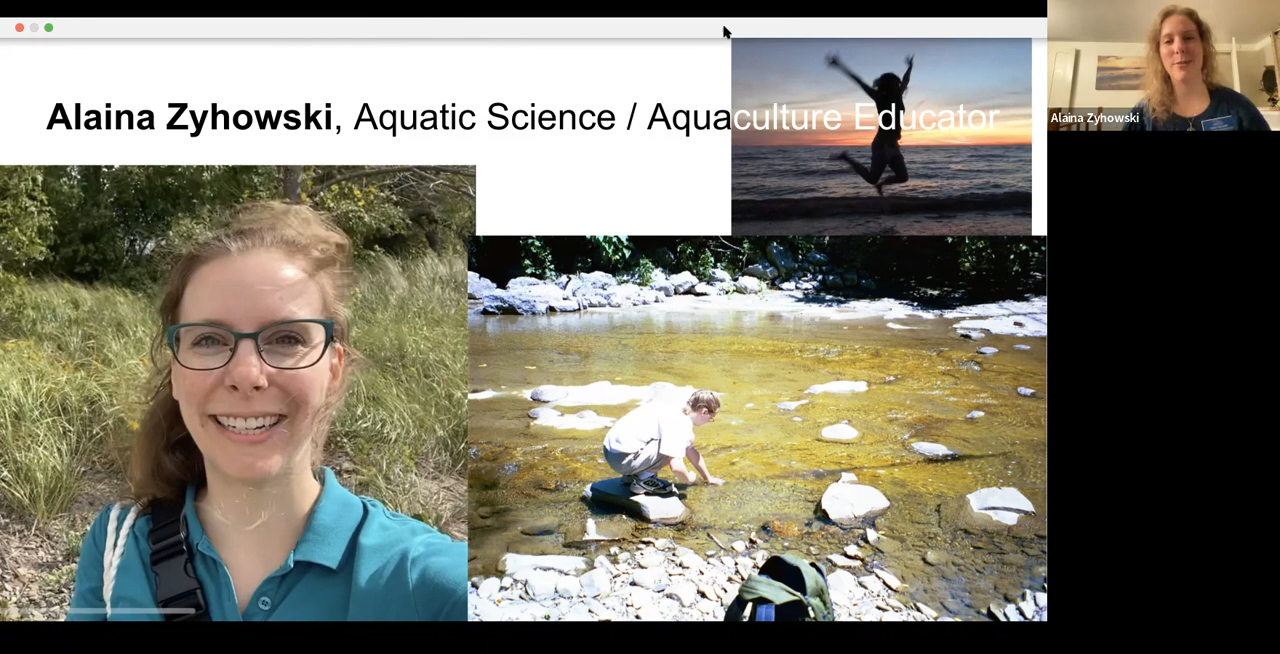 Alaina Zyhowski, Aquatic Science / Aquaculture Educator
Alaina Zyhowski